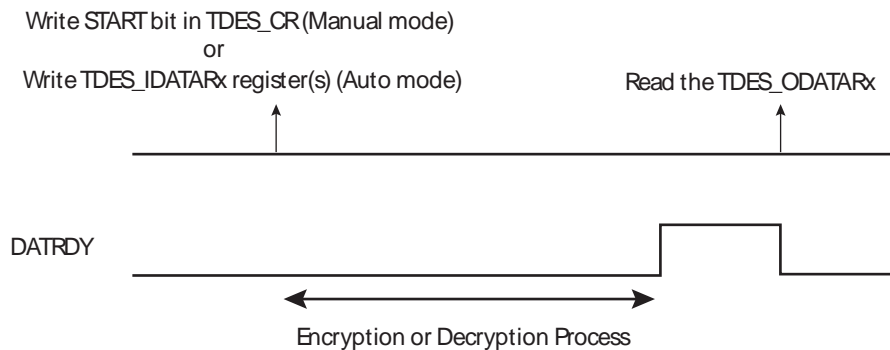 Write START bit in TDES_CR (Manual mode)
or
Write TDES_IDATARx register(s) (Auto mode)
Read the TDES_ODATARx
DATRDY
Encryption or Decryption Process